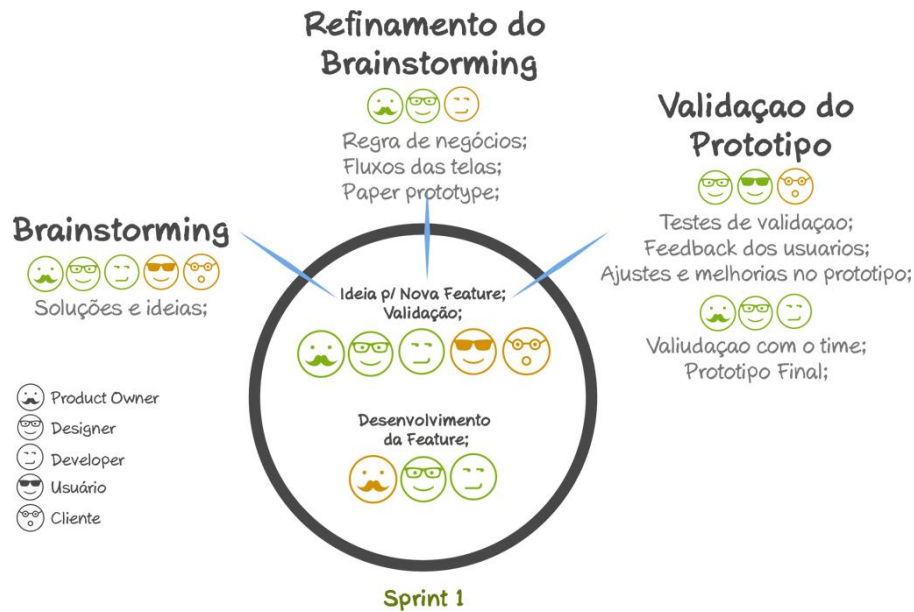 Refinamento do
Brainstorming
Regra de negócios;
Fluxos das telas;
Paper prototype;
Validaçao do
Prototipo
Testes de validaçao;
Feedback dos usuarios;
Ajustes e melhorias no prototipo;
Valiudaçao com o time;
Prototipo Final;
Brainstorming
Soluções e ideias;
Ideia p/ Nova Feature;
Validação;
Desenvolvimento
da Feature;
Product Owner
Designer
Developer
Usuário
Cliente
Sprint 1